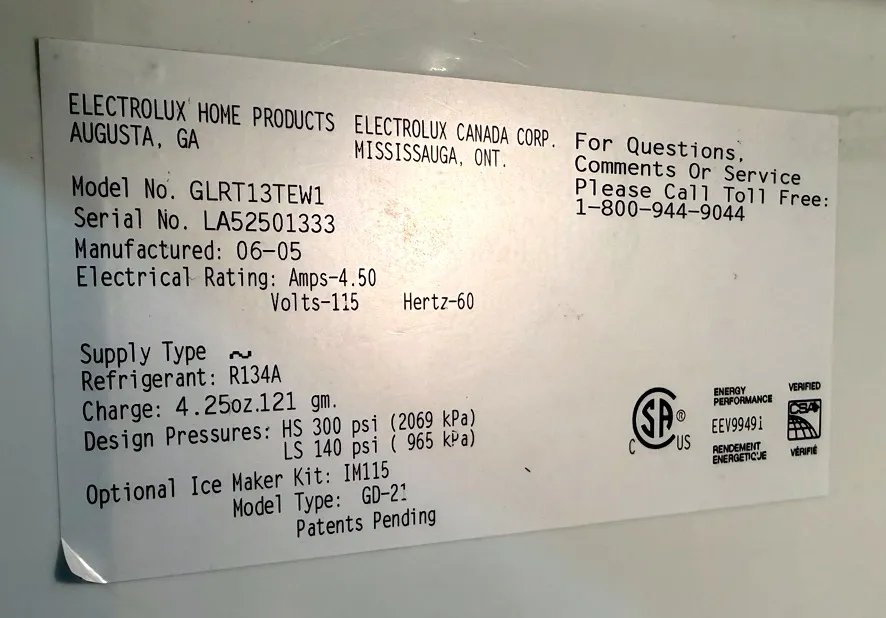 ELECTROLUX HOME PRODUCTS
AUGUSTA, GA
ELECTROLUX CANADA CORP.
MISSISSAUGA, ONT.
For Questions,
Comments Or Service
Please Call Toll Free:
1-800-944-9044
Model No. GLRT13TEW1
Serial No. LA52501333
Manufactured: 06-05
Electrical Rating: Amps-4.50
Volts-115 Hertz-60
Supply Type ~
Refrigerant: R134A
Charge: 4.25oz.121 gm.
Design Pressures: HS 300 psi (2069 kPa)
LS 140 psi ( 965 kPa)
Optional Ice Maker Kit: IM115
Model Type: GD-21
Patents Pending
C SA ® US
ENERGY
PERFORMANCE
EEV99491
RENDEMENT
ENERGETIQUE
VERIFIED
CSA
VÉRIFIÉ